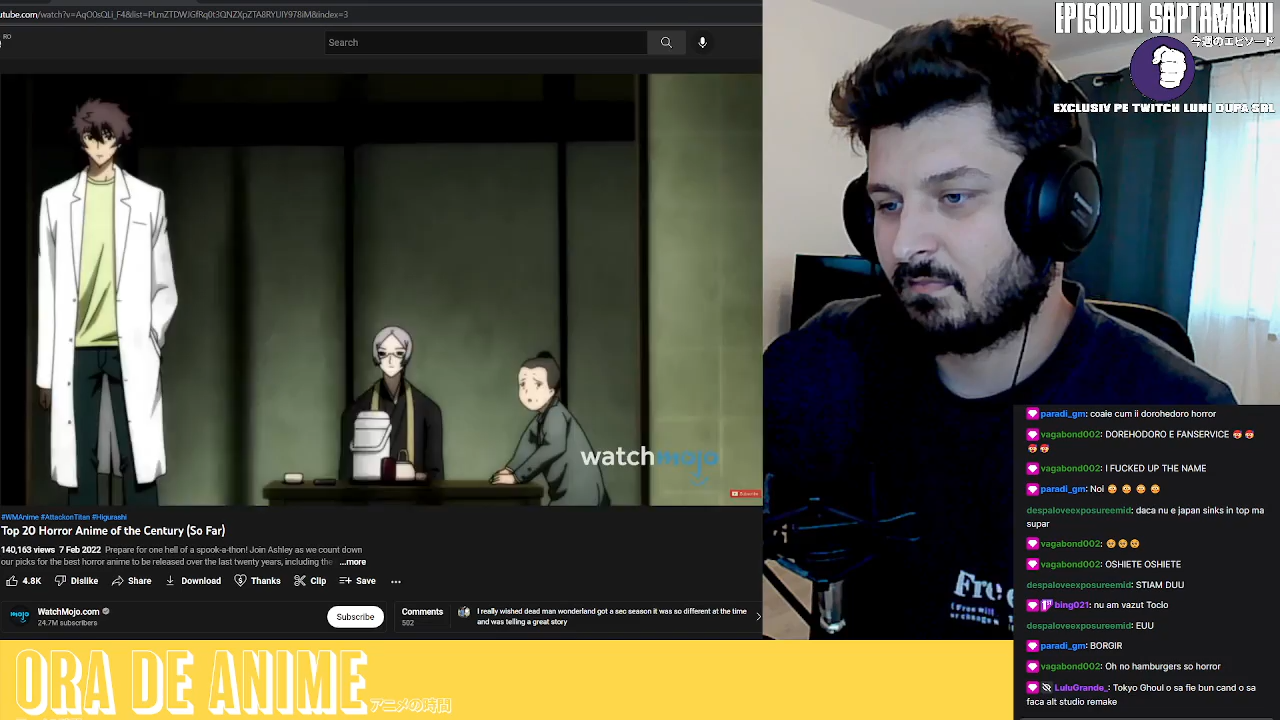 utube.com/watch?v=AqO0sQLi_F4&list=PLmZTDWJGfRq0t3QNZXpZTA8RYUIY978iM&index=3
RO
Search
watchmojo
Subscribe
#WMAnime #AttackonTitan #Higurashi
Top 20 Horror Anime of the Century (So Far)
140,163 views 7 Feb 2022 Prepare for one hell of a spook-a-thon! Join Ashley as we count down
our picks for the best horror anime to be released over the last twenty years, including the ...more
4.8K Dislike Share Download Thanks Clip Save
WatchMojo.com
24.7M subscribers
Subscribe
Comments
502
I really wished dead man wonderland got a sec season it was so different at the time
and was telling a great story
ORA DE ANIME
アニメの時間
EPISODUL SAPTAMANII
今週のエピソード
EXCLUSIV PE TWITCH LUNI DUPA SRL
Free
(Free will
paradi_gm: coaie cum ii dorohedoro horror
vagabond002: DOREHODORO E FANSERVICE
vagabond002: I FUCKED UP THE NAME
paradi_gm: Noi
despaloveexposureemid: daca nu e japan sinks in top ma
supar
vagabond002:
vagabond002: OSHIETE OSHIETE
despaloveexposureemid: STIAM DUU
bing021: nu am vazut Tocio
despaloveexposureemid: EUU
paradi_gm: BORGIR
vagabond002: Oh no hamburgers so horror
LuluGrande_: Tokyo Ghoul o sa fie bun cand o sa
faca alt studio remake